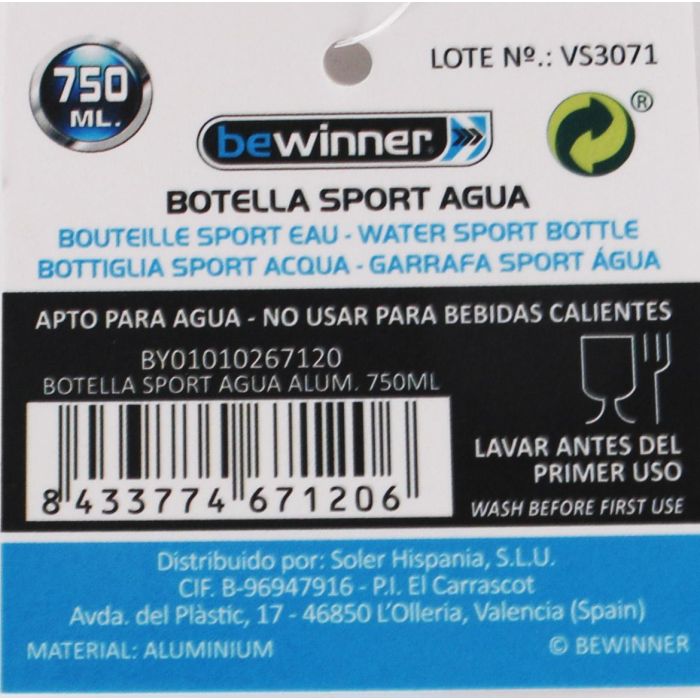 750
ML.
LOTE Nº.: VS3071
bewinner
®
BOTELLA SPORT AGUA
BOUTEILLE SPORT EAU - WATER SPORT BOTTLE
BOTTIGLIA SPORT ACQUA - GARRAFA SPORT ÁGUA
APTO PARA AGUA - NO USAR PARA BEBIDAS CALIENTES
BY01010267120
BOTELLA SPORT AGUA ALUM. 750ML
8 433774 671206
LAVAR ANTES DEL
PRIMER USO
WASH BEFORE FIRST USE
Distribuido por: Soler Hispania, S.L.U.
CIF. B-96947916 - P.I. El Carrascot
Avda. del Plàstic, 17 - 46850 L'Olleria, Valencia (Spain)
MATERIAL: ALUMINIUM
© BEWINNER